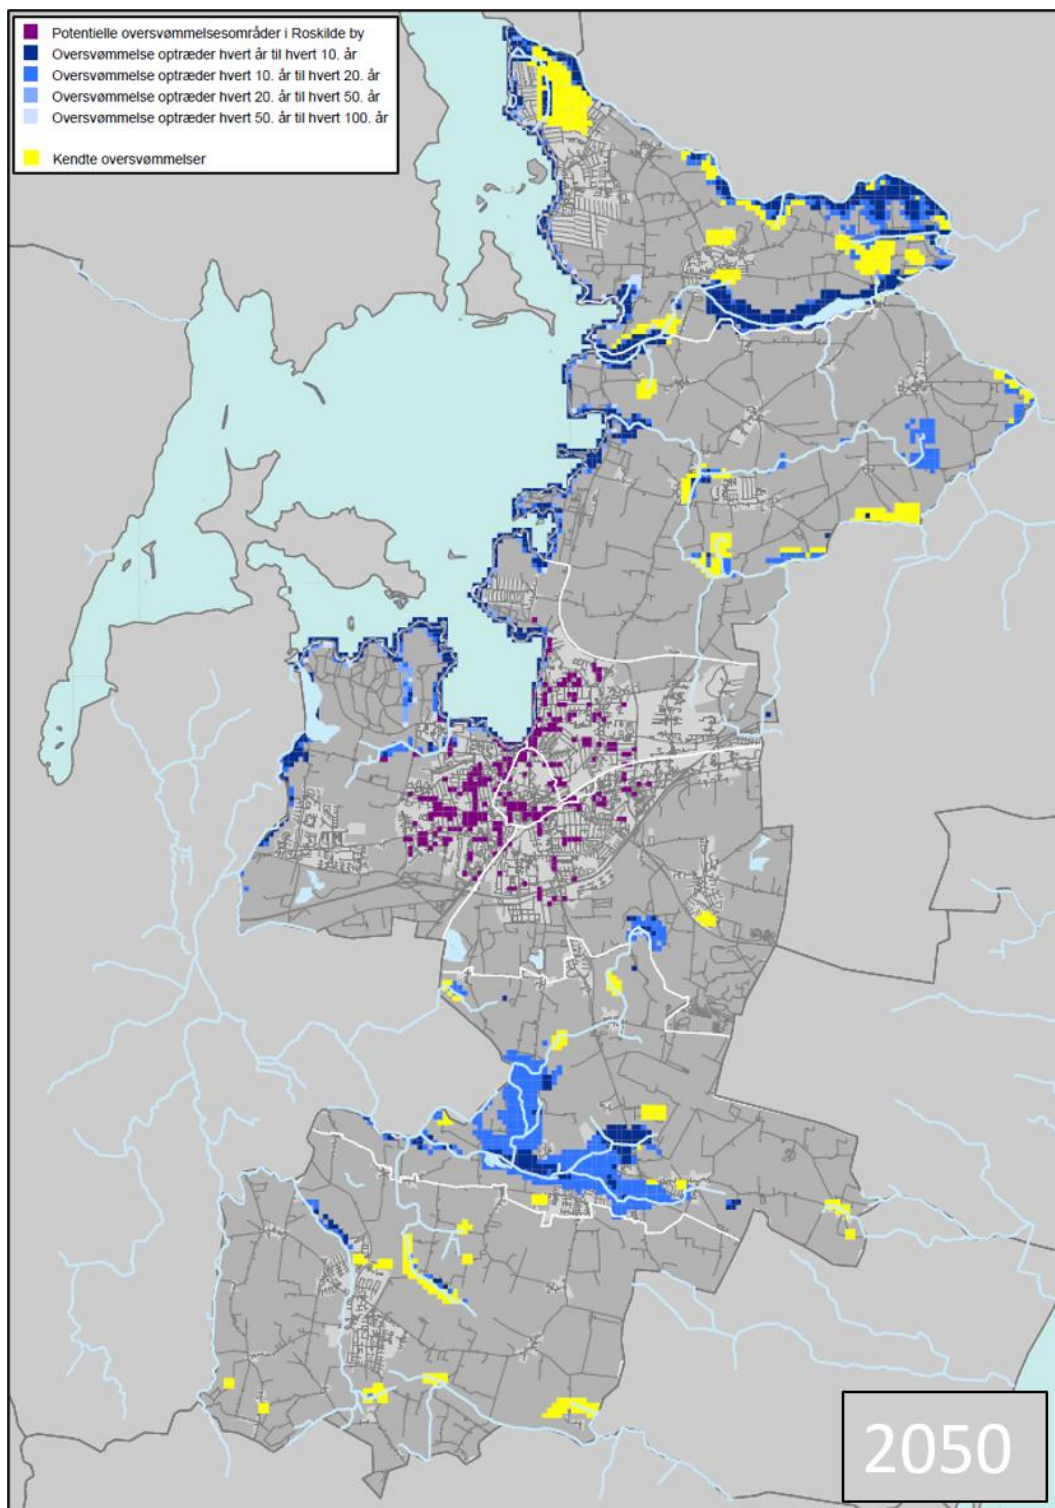 Potentielle oversvømmelsesområder i Roskilde by
Oversvømmelse optræder hvert år til hvert 10. år
Oversvømmelse optræder hvert 10. år til hvert 20. år
Oversvømmelse optræder hvert 20. år til hvert 50. år
Oversvømmelse optræder hvert 50. år til hvert 100. år
Kendte oversvømmelser
2050